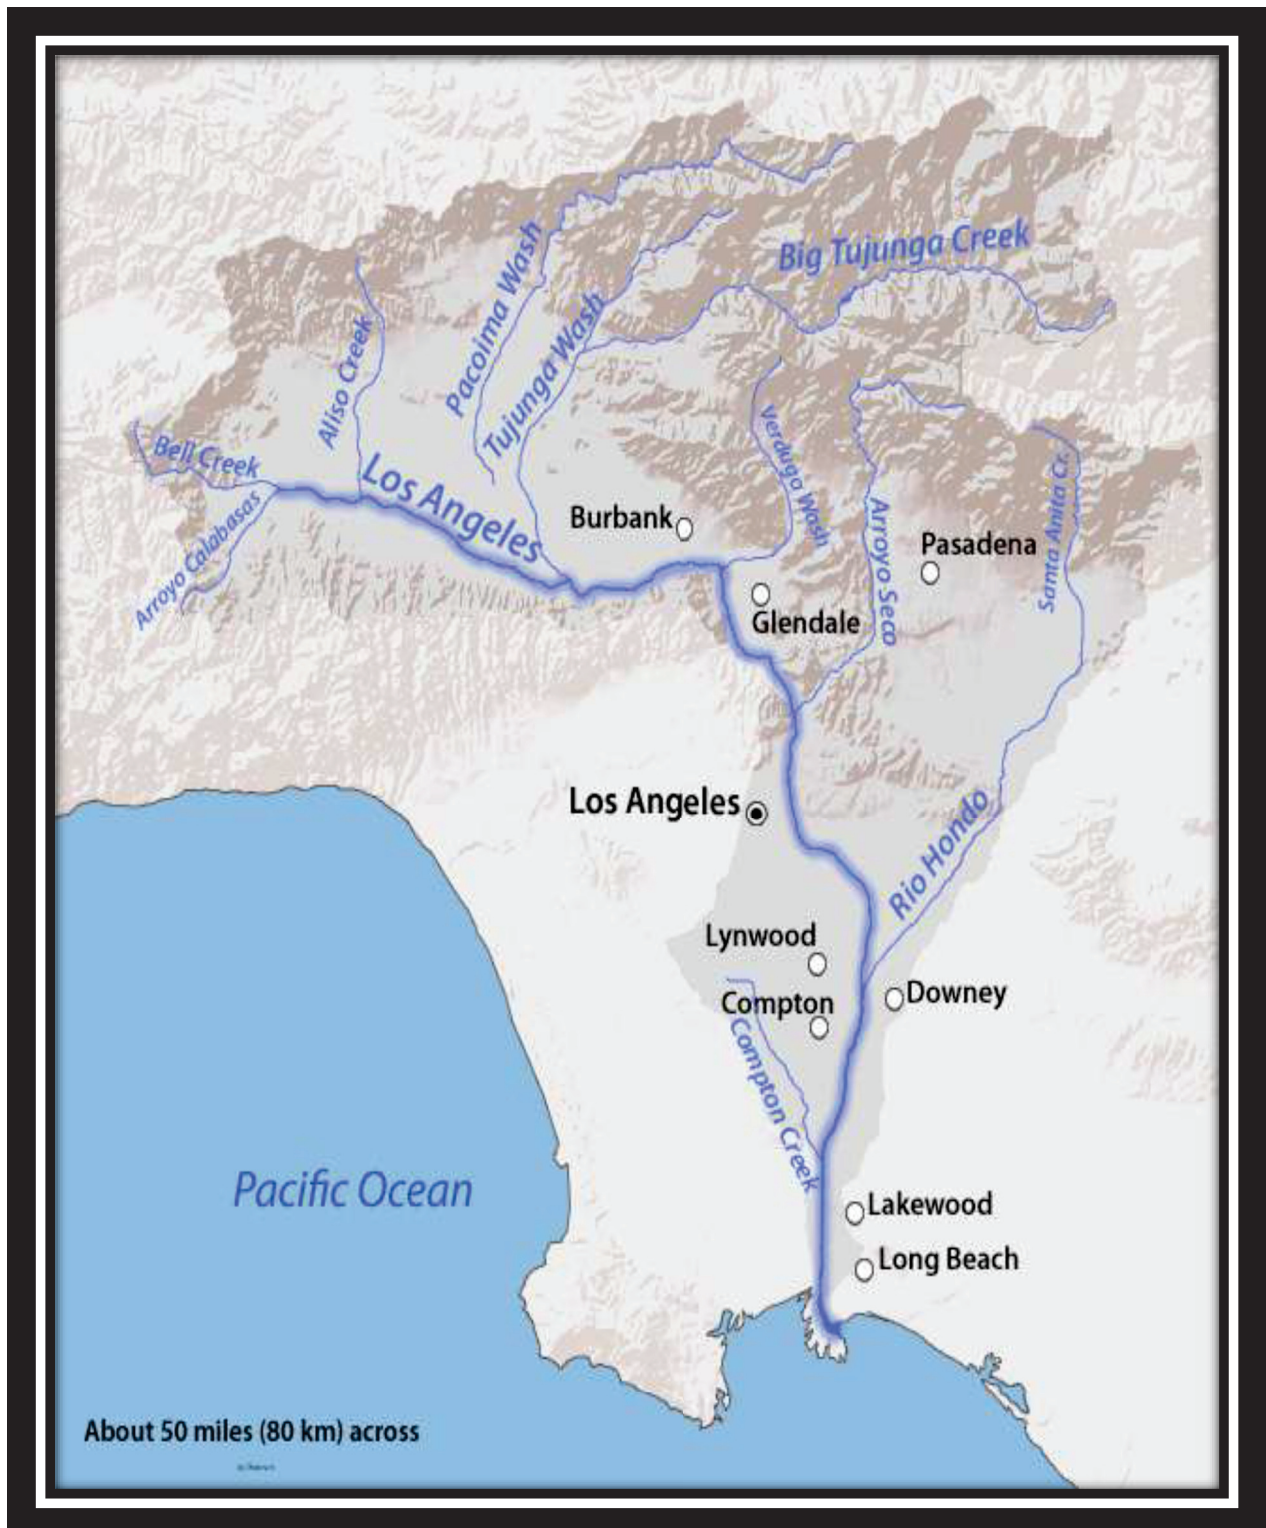 Big Tujunga Creek
Pacoima Wash
Tujunga Wash
Aliso Creek
Bell Creek
Arroyo Calabasas
Los Angeles
Verdugo Wash
Arroyo Seco
Santa Anita Cr.
Burbank
Pasadena
Glendale
Los Angeles
Rio Hondo
Lynwood
Downey
Compton
Compton Creek
Pacific Ocean
Lakewood
Long Beach
About 50 miles (80 km) across